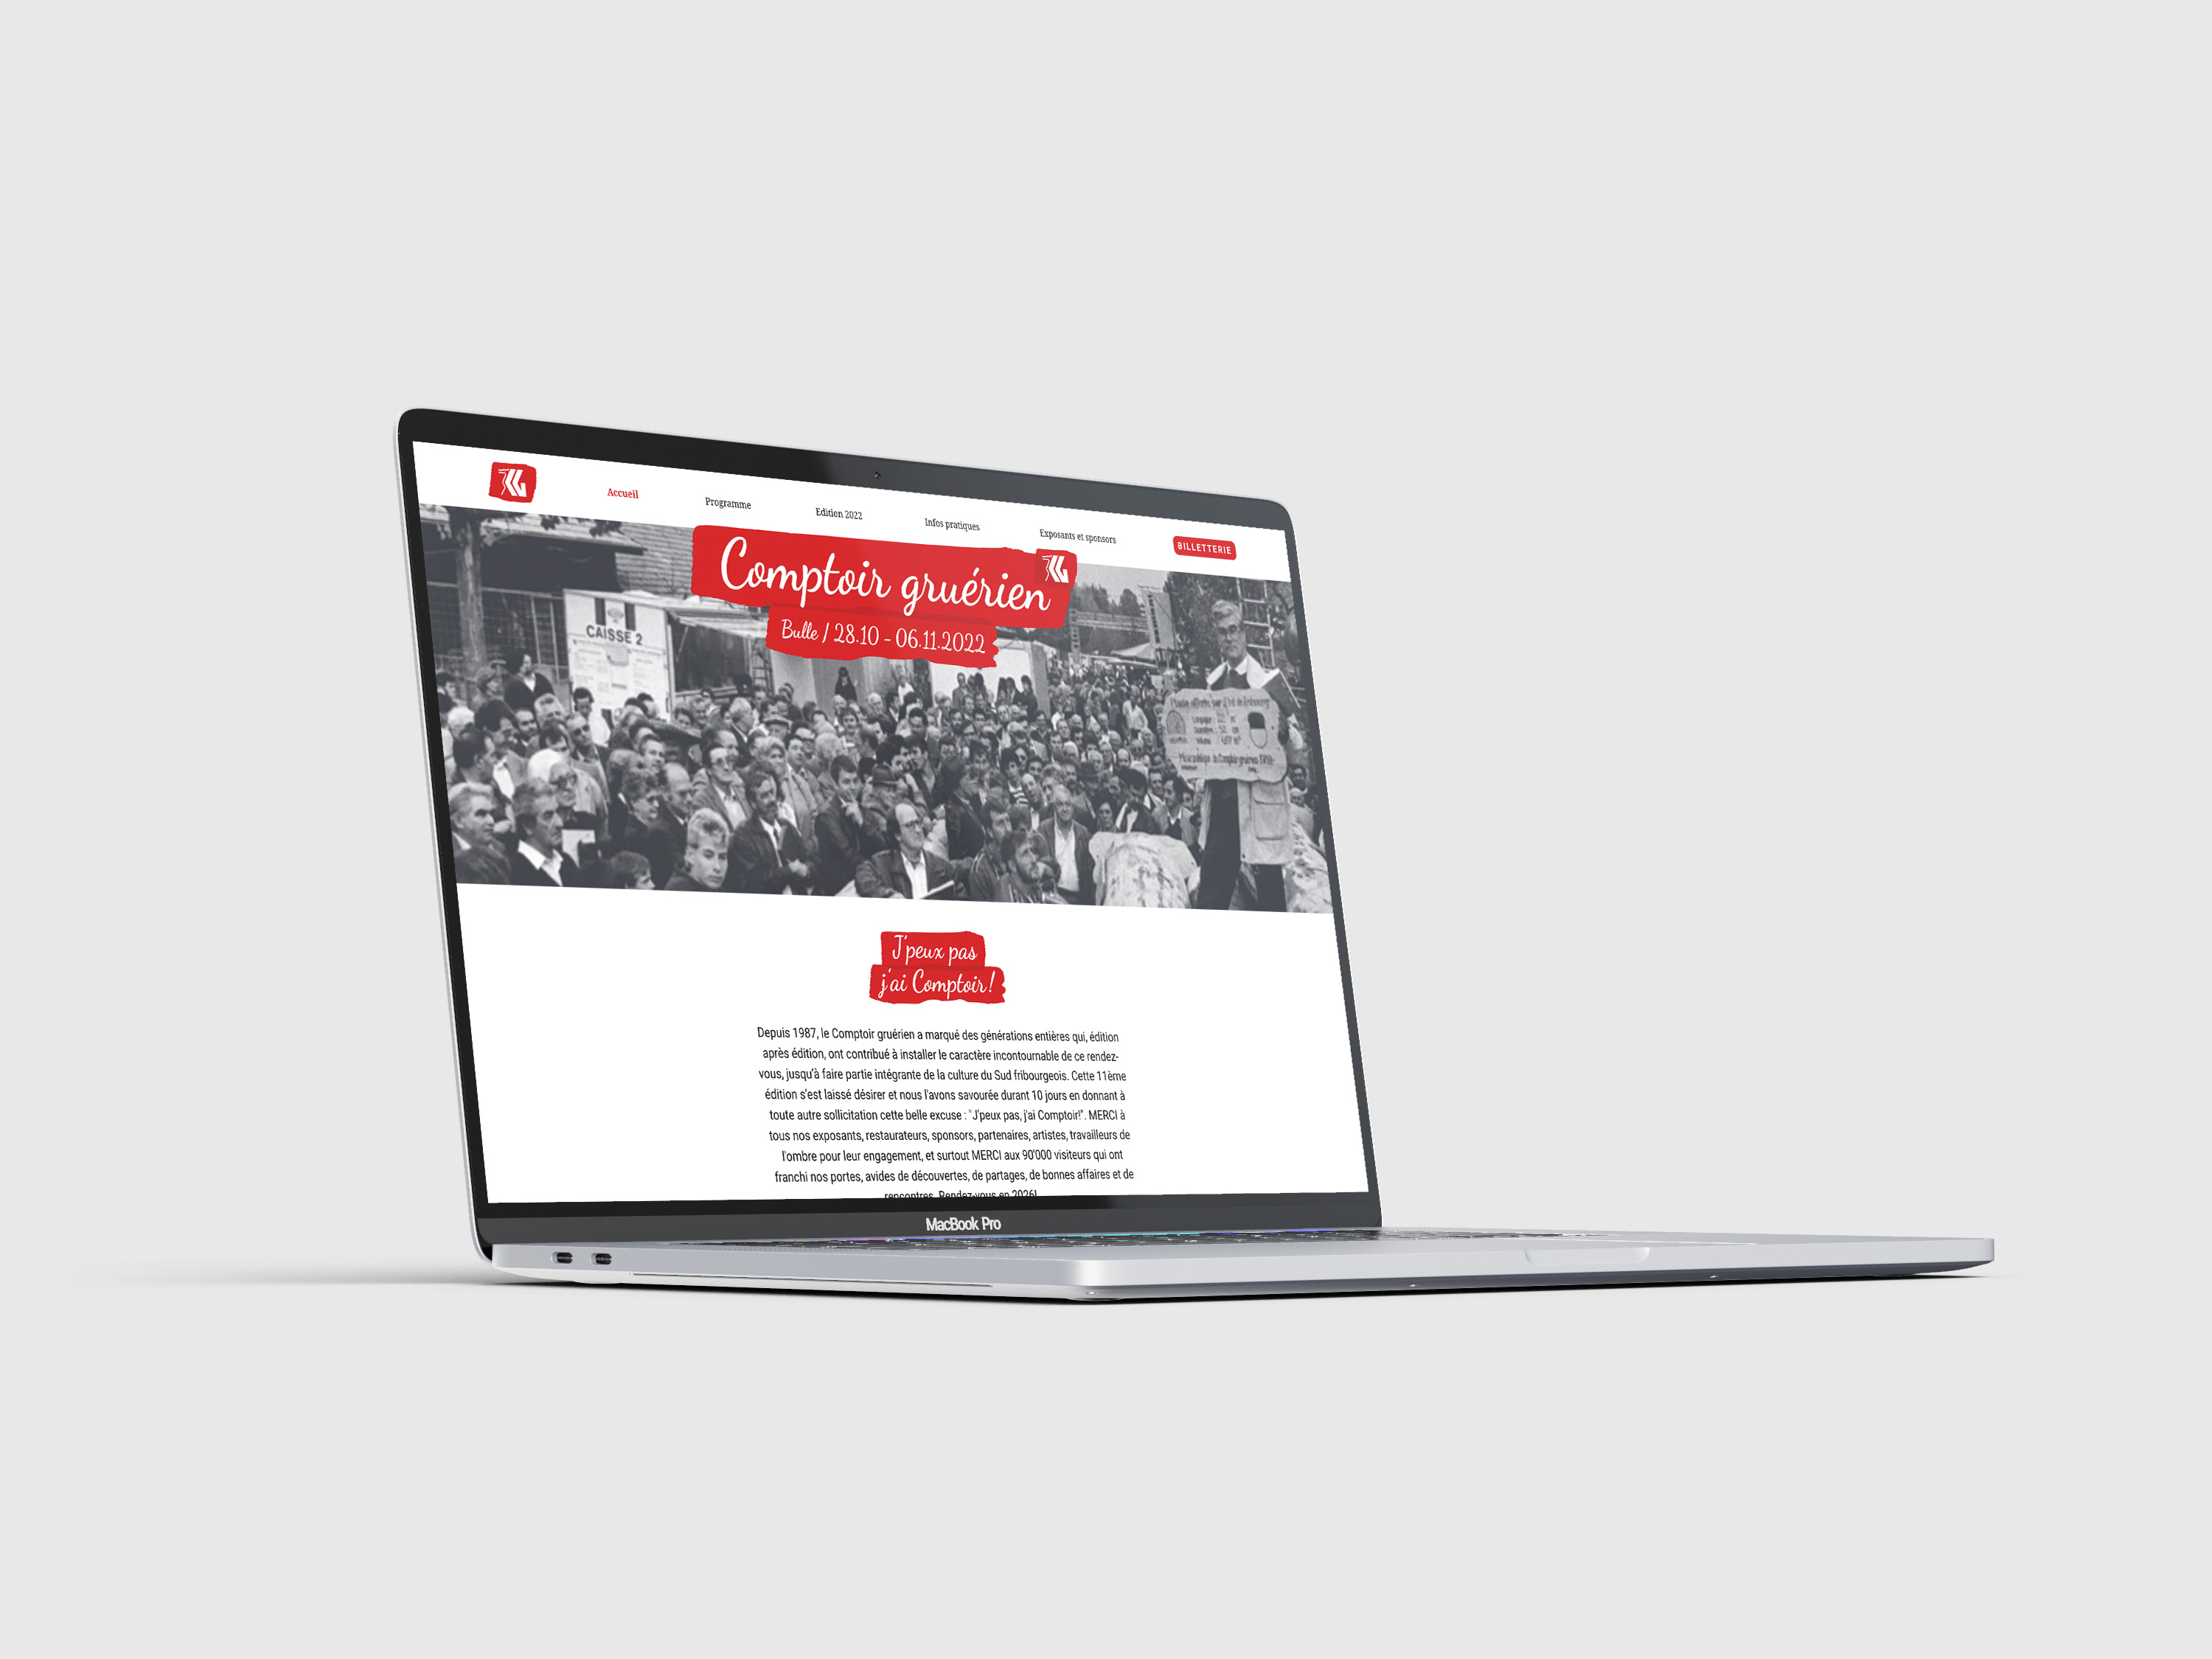 Accueil
Programme
Edition 2022
Infos pratiques
Exposants et sponsors
BILLETTERIE
Comptoir gruérien
Bulle / 28.10 - 06.11.2022
CAISSE 2
J'peux pas
j'ai Comptoir!
Depuis 1987, le Comptoir gruérien a marqué des générations entières qui, édition
après édition, ont contribué à installer le caractère incontournable de ce rendez-
vous, jusqu'à faire partie intégrante de la culture du Sud fribourgeois. Cette 11ème
édition s'est laissé désirer et nous l'avons savourée durant 10 jours en donnant à
toute autre sollicitation cette belle excuse : "J'peux pas, j'ai Comptoir!". MERCI à
tous nos exposants, restaurateurs, sponsors, partenaires, artistes, travailleurs de
l'ombre pour leur engagement, et surtout MERCI aux 90'000 visiteurs qui ont
franchi nos portes, avides de découvertes, de partages, de bonnes affaires et de
rencontres. Rendez-vous en 2026!
MacBook Pro